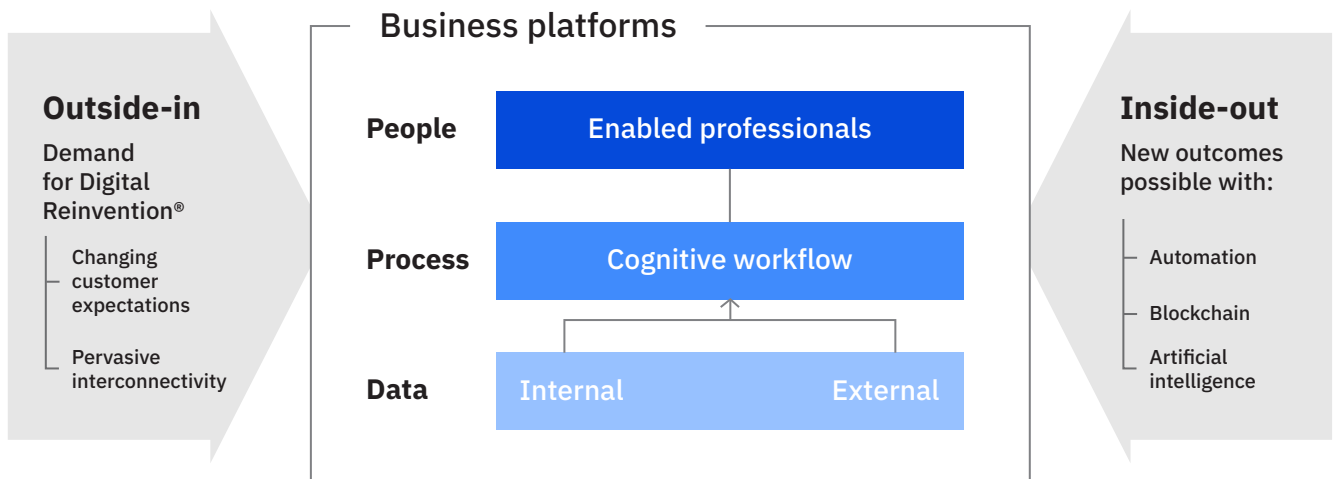 Business platforms
Outside-in
Demand
for Digital
Reinvention®
Changing
customer
expectations
Pervasive
interconnectivity
People
Enabled professionals
Process
Cognitive workflow
Data
Internal
External
Inside-out
New outcomes
possible with:
Automation
Blockchain
Artificial
intelligence